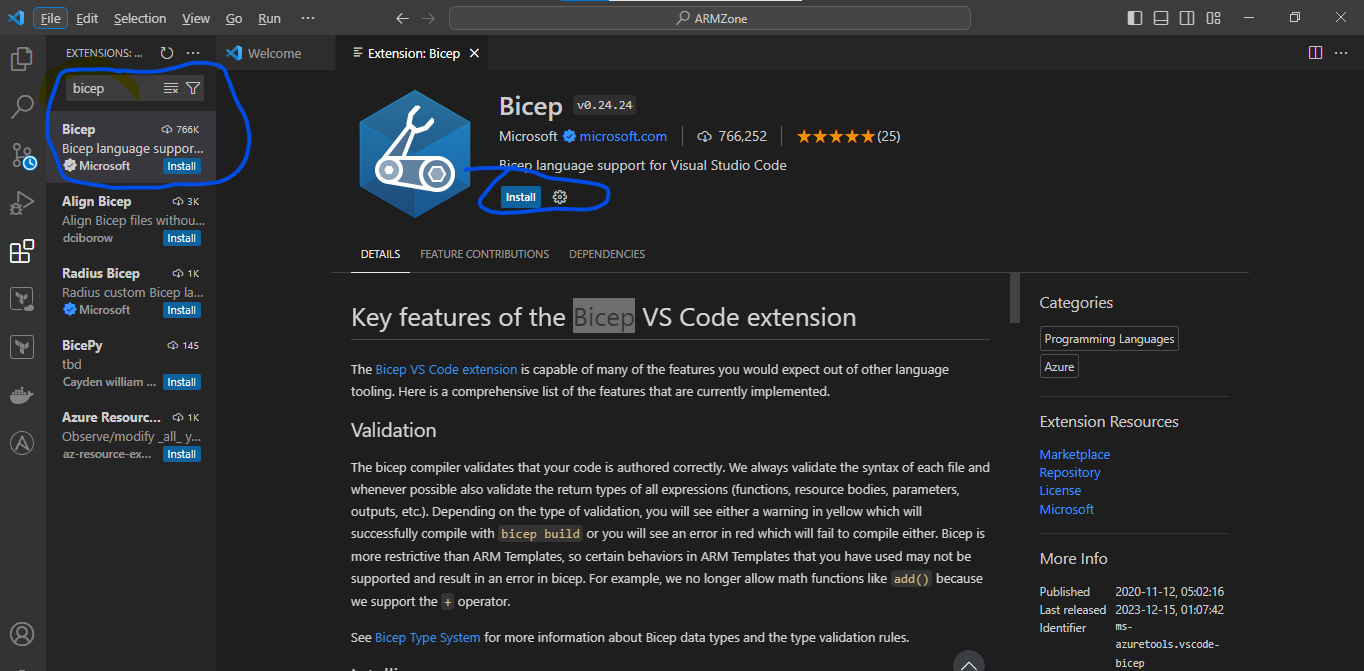 File Edit Selection View Go Run ···
ARMZone
EXTENSIONS: ... ···
bicep
Bicep 766K
Bicep language suppor...
Microsoft Install
Align Bicep 3K
Align Bicep files withou...
dciborow Install
Radius Bicep 1K
Radius custom Bicep la...
Microsoft Install
BicePy 145
tbd
Cayden william ... Install
Azure Resourc... 1K
Observe/modify _all_ y...
az-resource-ex... Install
Welcome
Extension: Bicep
Bicep v0.24.24
Microsoft microsoft.com 766,252 (25)
Bicep language support for Visual Studio Code
Install
DETAILS FEATURE CONTRIBUTIONS DEPENDENCIES
Key features of the Bicep VS Code extension
The Bicep VS Code extension is capable of many of the features you would expect out of other language
tooling. Here is a comprehensive list of the features that are currently implemented.
Validation
The bicep compiler validates that your code is authored correctly. We always validate the syntax of each file and
whenever possible also validate the return types of all expressions (functions, resource bodies, parameters,
outputs, etc.). Depending on the type of validation, you will see either a warning in yellow which will
successfully compile with bicep build or you will see an error in red which will fail to compile either. Bicep is
more restrictive than ARM Templates, so certain behaviors in ARM Templates that you have used may not be
supported and result in an error in bicep. For example, we no longer allow math functions like add() because
we support the + operator.
See Bicep Type System for more information about Bicep data types and the type validation rules.
Categories
Programming Languages
Azure
Extension Resources
Marketplace
Repository
License
Microsoft
More Info
Published 2020-11-12, 05:02:16
Last released 2023-12-15, 01:07:42
Identifier ms-
azuretools.vscode-
bicep